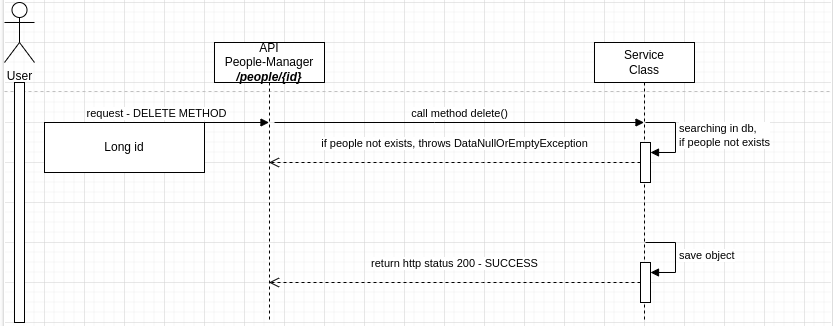 API
People-Manager
/people/{id}
Service
Class
User
request - DELETE METHOD
call method delete()
Long id
searching in db,
if people not exists
if people not exists, throws DataNullOrEmptyException
save object
return http status 200 - SUCCESS